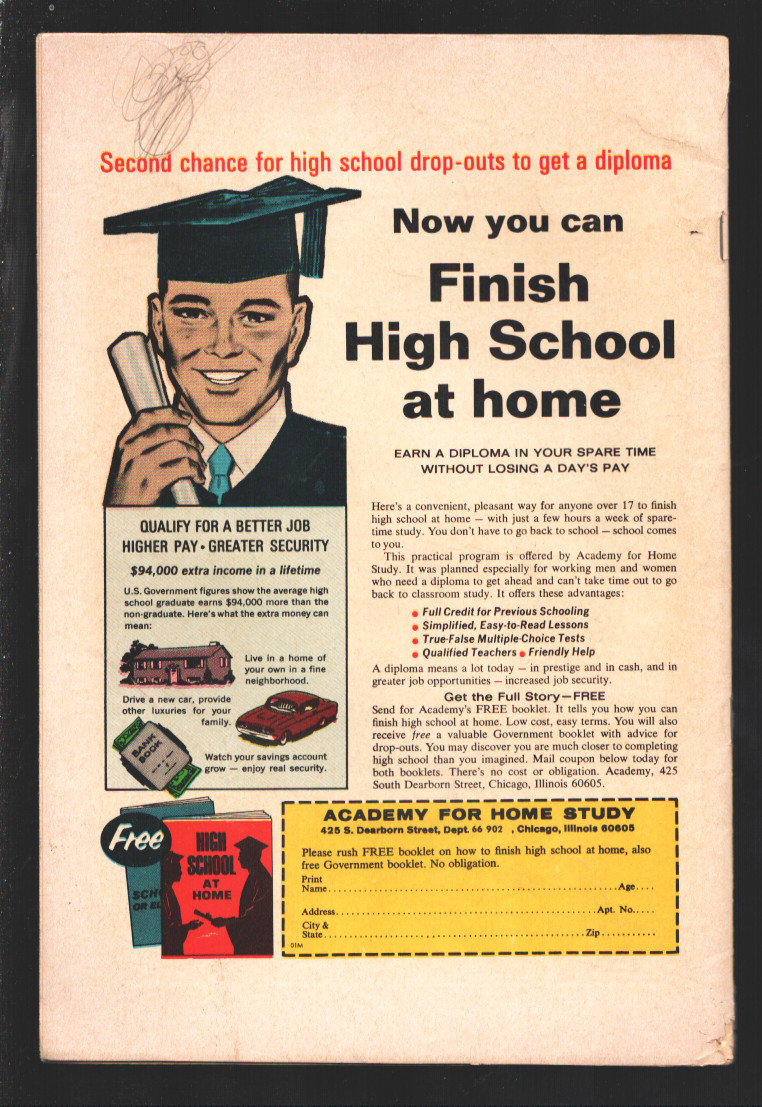 Second chance for high school drop-outs to get a diploma
Now you can
Finish
High School
at home
EARN A DIPLOMA IN YOUR SPARE TIME
WITHOUT LOSING A DAY'S PAY
QUALIFY FOR A BETTER JOB
HIGHER PAY • GREATER SECURITY
$94,000 extra income in a lifetime
U.S. Government figures show the average high
school graduate earns $94,000 more than the
non-graduate. Here's what the extra money can
mean:
Live in a home of
your own in a fine
neighborhood.
Drive a new car, provide
other luxuries for your
family.
BANK
BOOK
Watch your savings account
grow — enjoy real security.
Here's a convenient, pleasant way for anyone over 17 to finish
high school at home — with just a few hours a week of spare-
time study. You don't have to go back to school — school comes
to you.
This practical program is offered by Academy for Home
Study. It was planned especially for working men and women
who need a diploma to get ahead and can't take time out to go
back to classroom study. It offers these advantages:
• Full Credit for Previous Schooling
• Simplified, Easy-to-Read Lessons
• True-False Multiple-Choice Tests
• Qualified Teachers • Friendly Help
A diploma means a lot today — in prestige and in cash, and in
greater job opportunities — increased job security.
Get the Full Story—FREE
Send for Academy's FREE booklet. It tells you how you can
finish high school at home. Low cost, easy terms. You will also
receive free a valuable Government booklet with advice for
drop-outs. You may discover you are much closer to completing
high school than you imagined. Mail coupon below today for
both booklets. There's no cost or obligation. Academy, 425
South Dearborn Street, Chicago, Illinois 60605.
Free
SCH
OR EL
HIGH
SCHOOL
AT
HOME
ACADEMY FOR HOME STUDY
425 S. Dearborn Street, Dept. 66 902 , Chicago, Illinois 60605
Please rush FREE booklet on how to finish high school at home, also
free Government booklet. No obligation.
Print
Name.......................................................Age....
Address..................................................Apt. No.....
City &
State..................................................Zip...........
01M